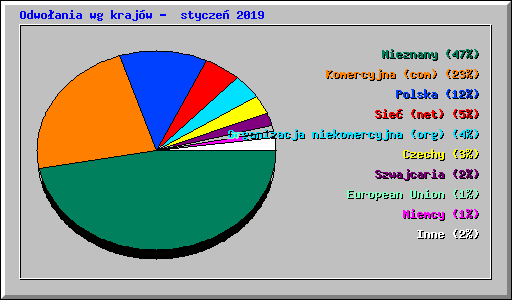 Odwołania wg krajów -  styczeń 2019
Nieznany (47%)
Komercyjna (com) (23%)
Polska (12%)
Sieć (net) (5%)
Organizacja niekomercyjna (org) (4%)
Czechy (3%)
Szwajcaria (2%)
European Union (1%)
Niemcy (1%)
Inne (2%)